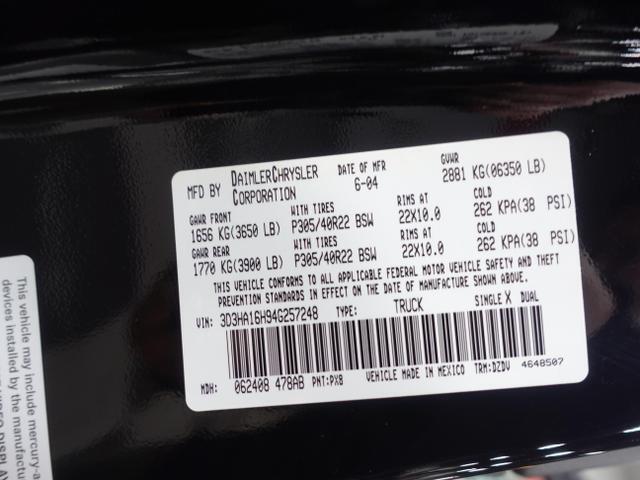 MFD BY DAIMLERCHRYSLER CORPORATION DATE OF MFR 6-04 GVWR 2881 KG(06350 LB)
GAWR FRONT WITH TIRES RIMS AT COLD
1656 KG(3650 LB) P305/40R22 BSW 22X10.0 262 KPA(38 PSI)
GAWR REAR WITH TIRES RIMS AT COLD
1770 KG(3900 LB) P305/40R22 BSW 22X10.0 262 KPA(38 PSI)
THIS VEHICLE CONFORMS TO ALL APPLICABLE FEDERAL MOTOR VEHICLE SAFETY AND THEFT
PREVENTION STANDARDS IN EFFECT ON THE DATE OF MANUFACTURE SHOWN ABOVE.
VIN: 3D3HA16H94G257248 TYPE: TRUCK SINGLE X DUAL
MDH: 062408 478AB PNT:PX8 VEHICLE MADE IN MEXICO TRM:DZDV 4648507
This vehicle may include mercury-a
devices installed by the manufactu